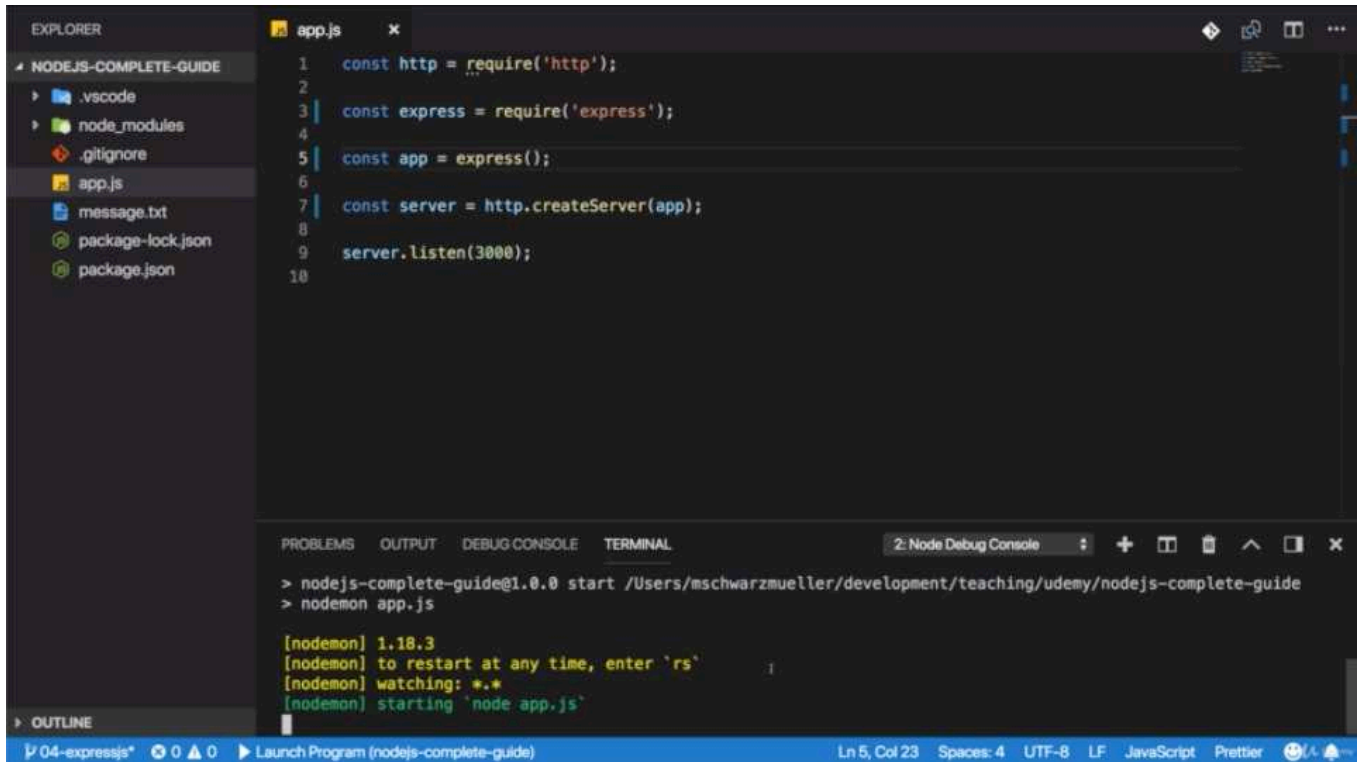 EXPLORER
NODEJS-COMPLETE-GUIDE
.vscode
node_modules
.gitignore
app.js
message.txt
package-lock.json
package.json
OUTLINE
app.js ×
1 const http = require('http');
2
3 const express = require('express');
4
5 const app = express();
6
7 const server = http.createServer(app);
8
9 server.listen(3000);
10
PROBLEMS OUTPUT DEBUG CONSOLE TERMINAL 2: Node Debug Console
> nodejs-complete-guide@1.0.0 start /Users/mschwarzmueller/development/teaching/udemy/nodejs-complete-guide
> nodemon app.js
[nodemon] 1.18.3
[nodemon] to restart at any time, enter `rs`
[nodemon] watching: *.*
[nodemon] starting `node app.js`
04-expressjs* 0 0 Launch Program (nodejs-complete-guide) Ln 5, Col 23 Spaces: 4 UTF-8 LF JavaScript Prettier